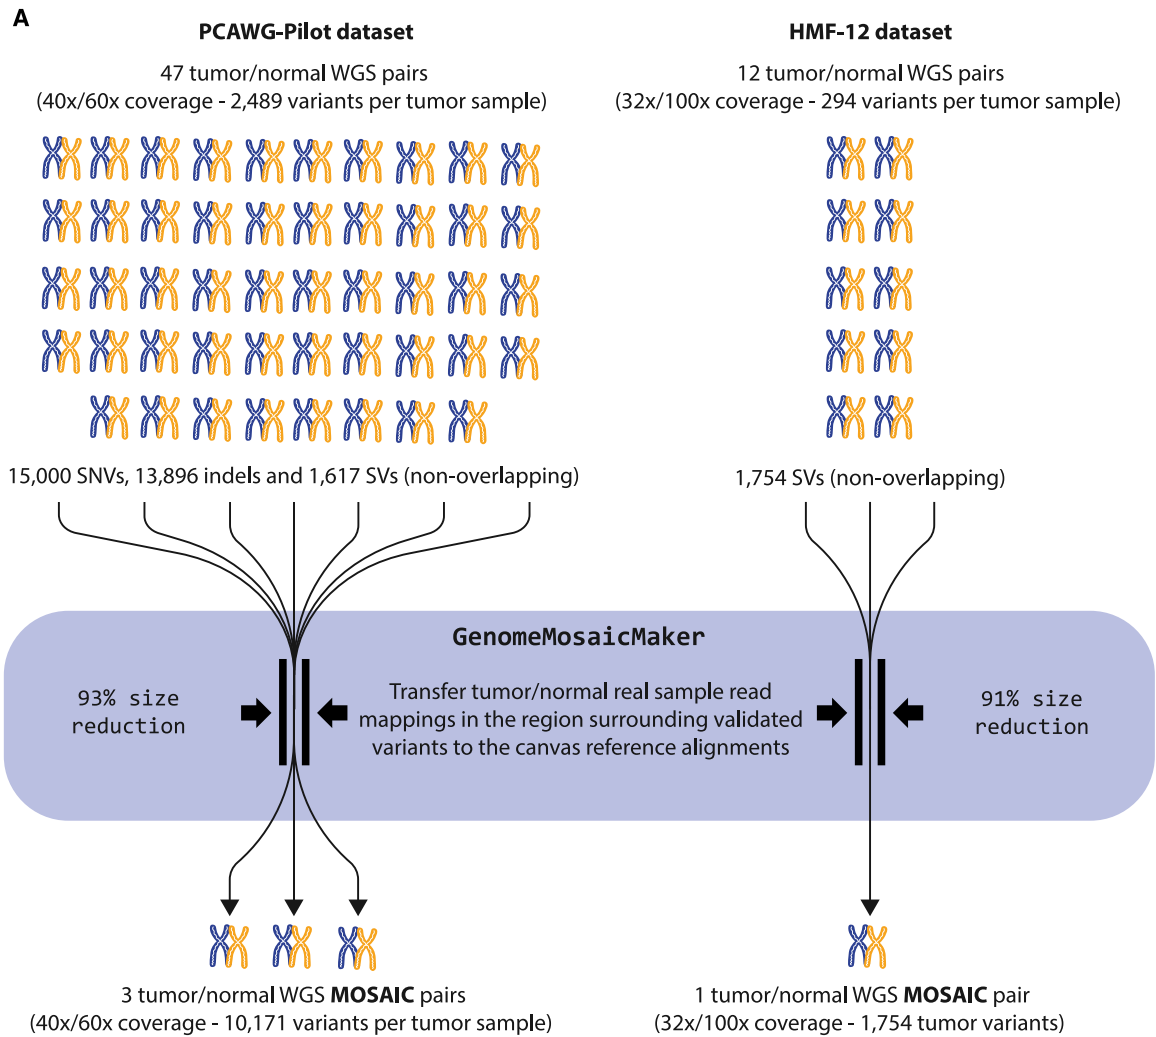 A
PCAWG-Pilot dataset
47 tumor/normal WGS pairs
(40x/60x coverage - 2,489 variants per tumor sample)
HMF-12 dataset
12 tumor/normal WGS pairs
(32x/100x coverage - 294 variants per tumor sample)
15,000 SNVs, 13,896 indels and 1,617 SVs (non-overlapping)
1,754 SVs (non-overlapping)
GenomeMosaicMaker
93% size
reduction
Transfer tumor/normal real sample read
mappings in the region surrounding validated
variants to the canvas reference alignments
91% size
reduction
3 tumor/normal WGS MOSAIC pairs
(40x/60x coverage - 10,171 variants per tumor sample)
1 tumor/normal WGS MOSAIC pair
(32x/100x coverage - 1,754 tumor variants)